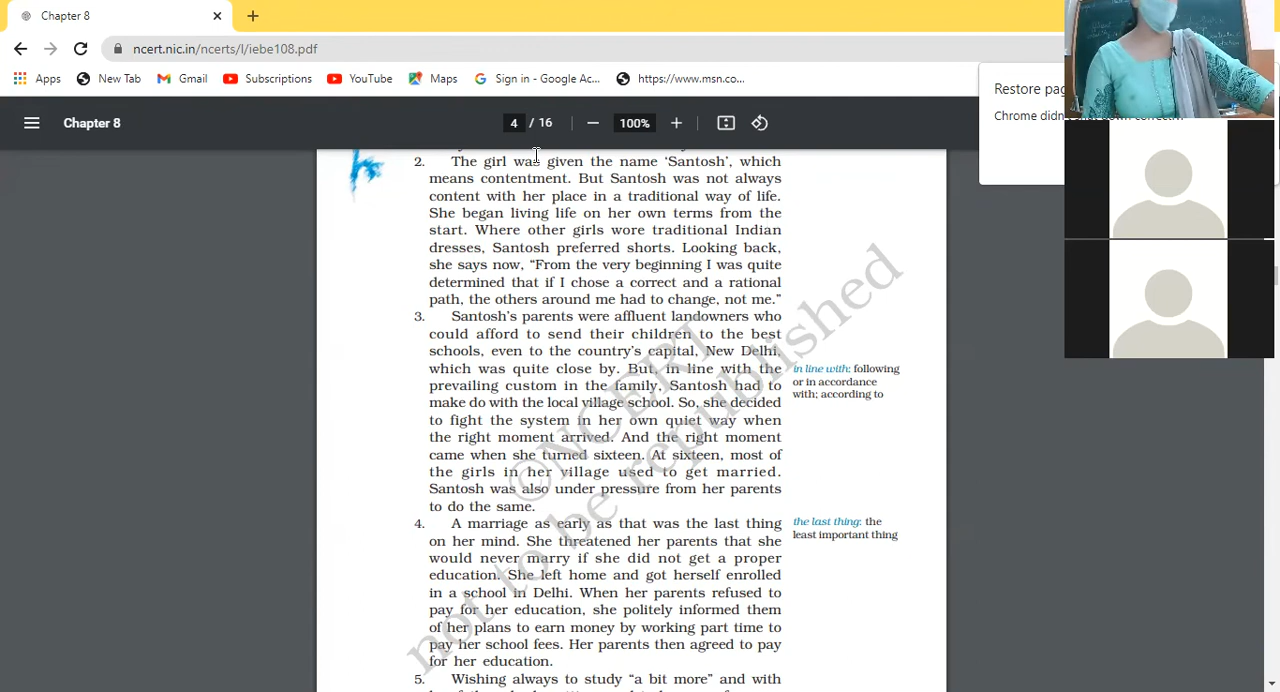 Chapter 8
ncert.nic.in/ncerts/l/iebe108.pdf
Apps
New Tab
Gmail
Subscriptions
YouTube
Maps
Sign in - Google Ac...
https://www.msn.co...
Restore pag
Chapter 8
4 / 16
100%
2. The girl was given the name ‘Santosh’, which
means contentment. But Santosh was not always
content with her place in a traditional way of life.
She began living life on her own terms from the
start. Where other girls wore traditional Indian
dresses, Santosh preferred shorts. Looking back,
she says now, “From the very beginning I was quite
determined that if I chose a correct and a rational
path, the others around me had to change, not me.”
3. Santosh’s parents were affluent landowners who
could afford to send their children to the best
schools, even to the country’s capital, New Delhi,
which was quite close by. But, in line with the
prevailing custom in the family, Santosh had to
make do with the local village school. So, she decided
to fight the system in her own quiet way when
the right moment arrived. And the right moment
came when she turned sixteen. At sixteen, most of
the girls in her village used to get married.
Santosh was also under pressure from her parents
to do the same.
in line with: following
or in accordance
with; according to
4. A marriage as early as that was the last thing
on her mind. She threatened her parents that she
would never marry if she did not get a proper
education. She left home and got herself enrolled
in a school in Delhi. When her parents refused to
pay for her education, she politely informed them
of her plans to earn money by working part time to
pay her school fees. Her parents then agreed to pay
for her education.
the last thing: the
least important thing
5. Wishing always to study “a bit more” and with
©NCERT
not to be republished